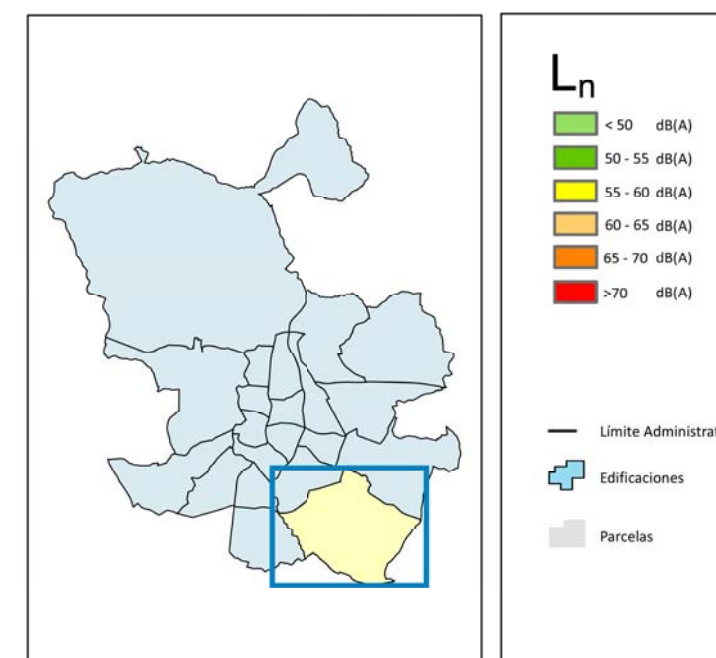 Ln
< 50 dB(A)
50 - 55 dB(A)
55 - 60 dB(A)
60 - 65 dB(A)
65 - 70 dB(A)
>70 dB(A)
Límite Administra
Edificaciones
Parcelas